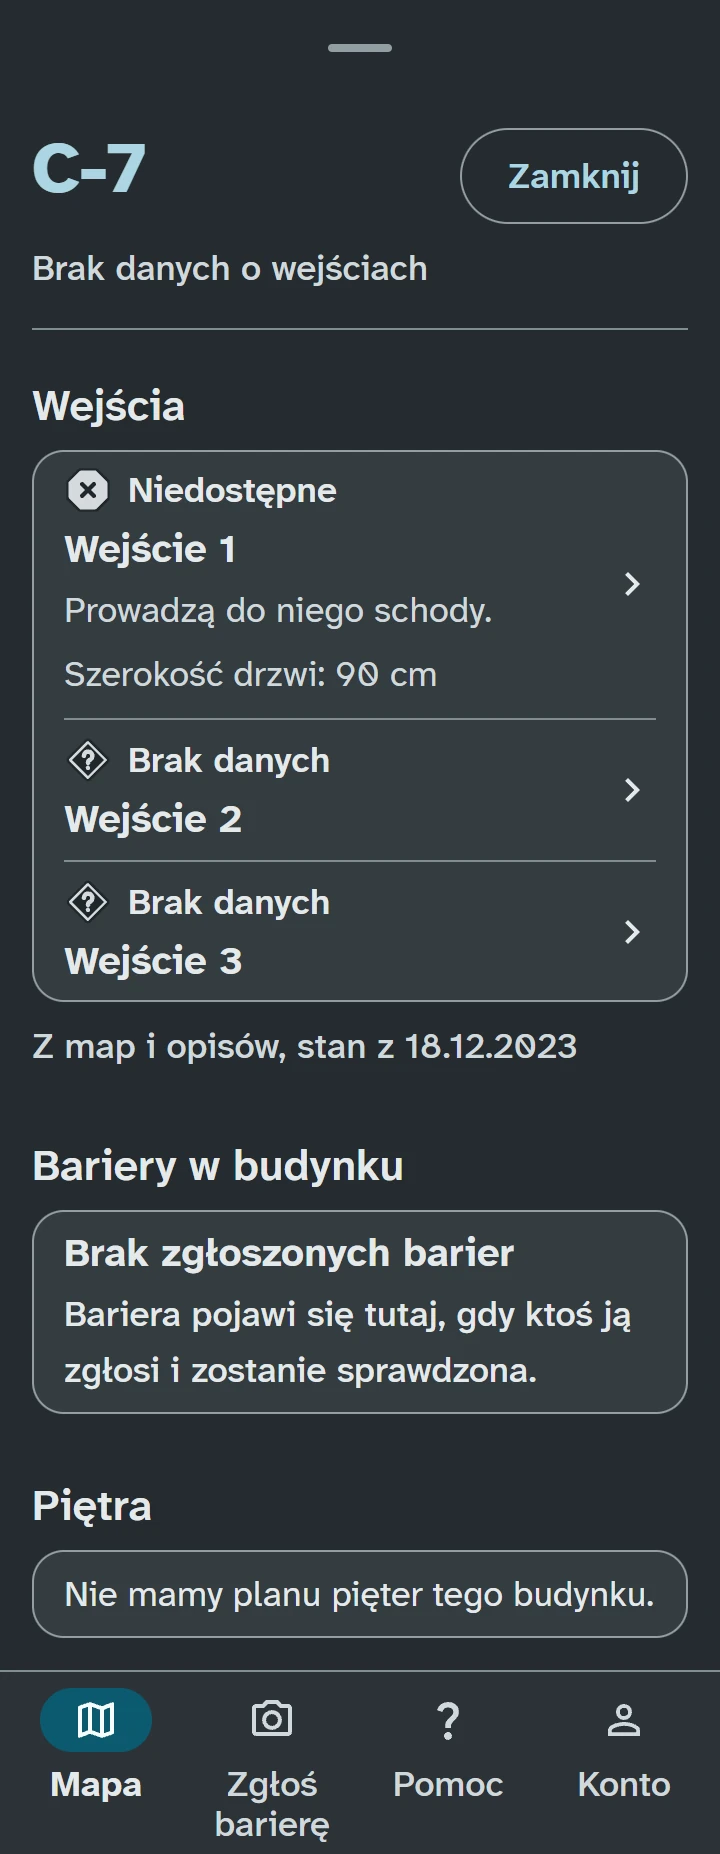 C-7
Zamknij
Brak danych o wejściach
Wejścia
Niedostępne
Wejście 1
Prowadzą do niego schody.
Szerokość drzwi: 90 cm
Brak danych
Wejście 2
Brak danych
Wejście 3
Z map i opisów, stan z 18.12.2023
Bariery w budynku
Brak zgłoszonych barier
Bariera pojawi się tutaj, gdy ktoś ją
zgłosi i zostanie sprawdzona.
Piętra
Nie mamy planu pięter tego budynku.
Mapa
Zgłoś
barierę
Pomoc
Konto